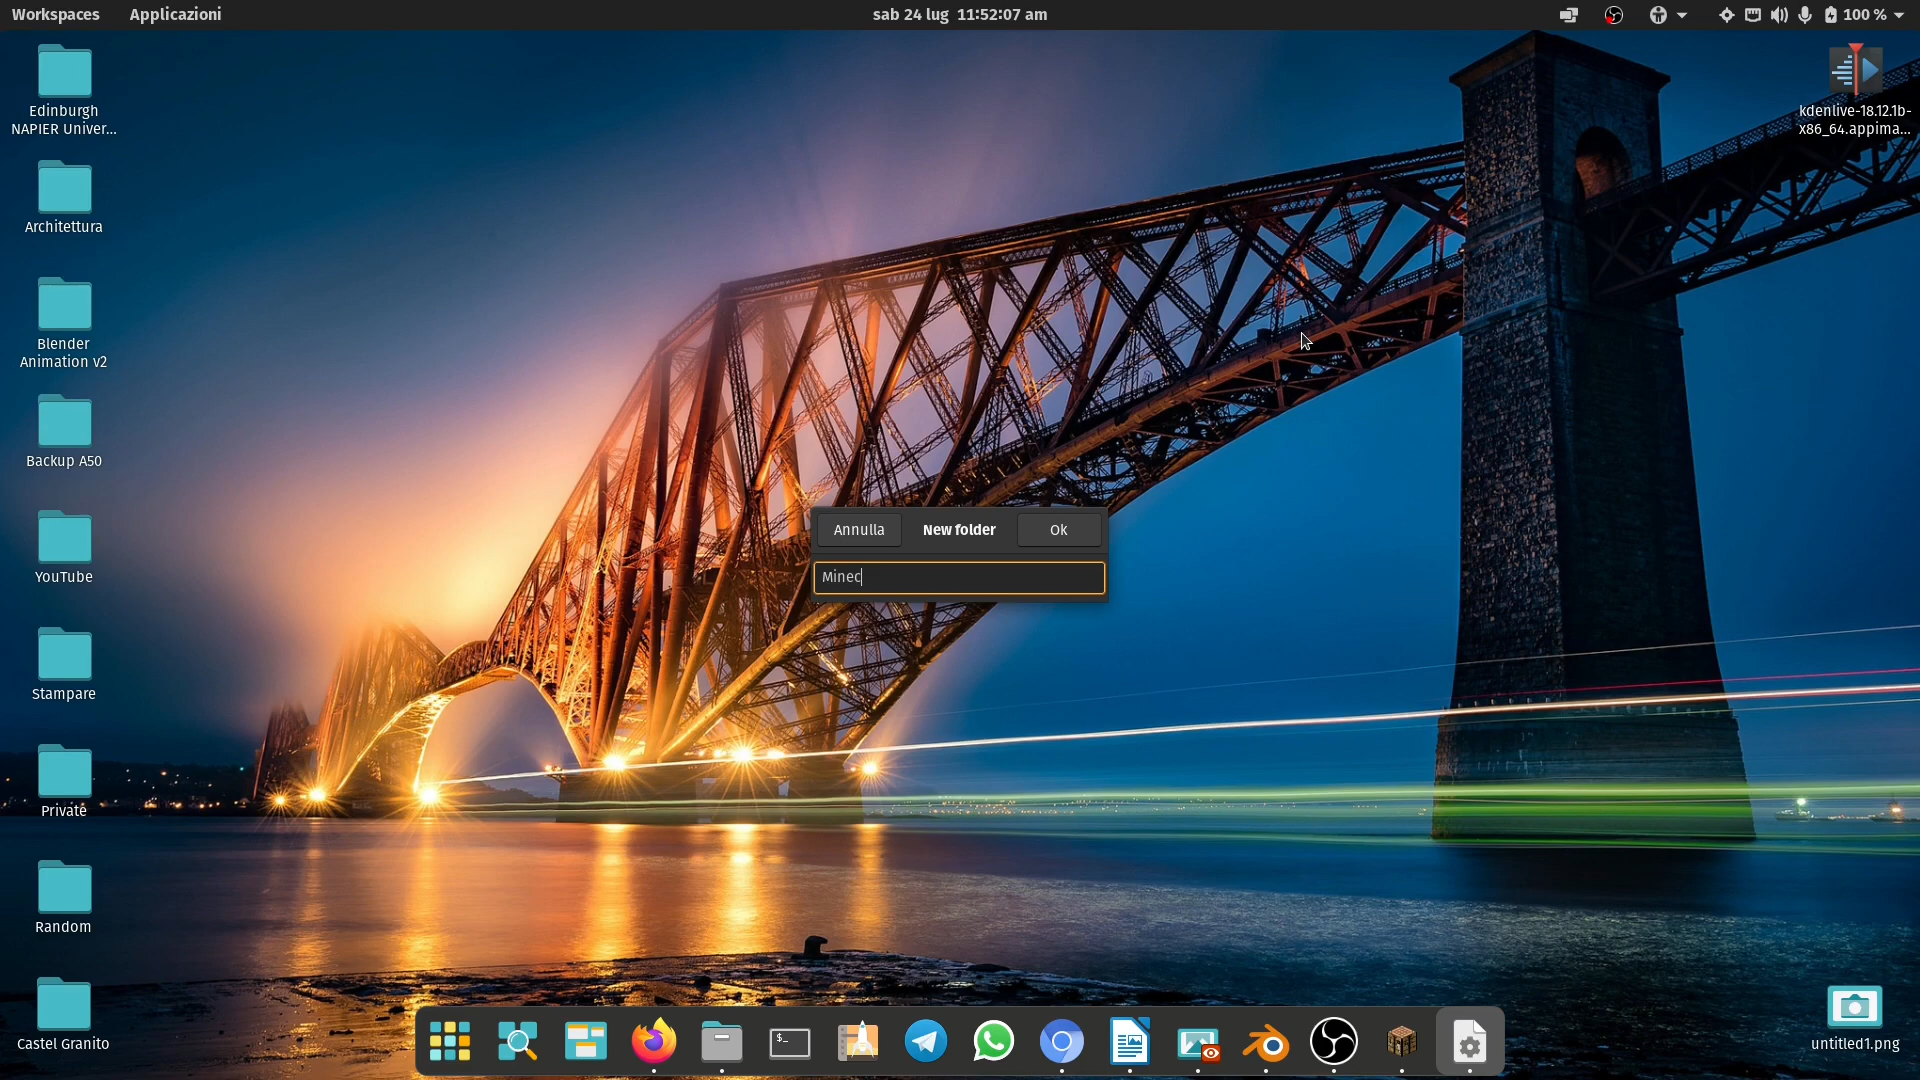 Workspaces Applicazioni sab 24 lug 11:52:07 am 100 %
Edinburgh
NAPIER Univer...
Architettura
Blender
Animation v2
Backup A50
YouTube
Stampare
Private
Random
Castel Granito
kdenlive-18.12.1b-
x86_64.appima...
Annulla New folder Ok
Minec
$_
untitled1.png